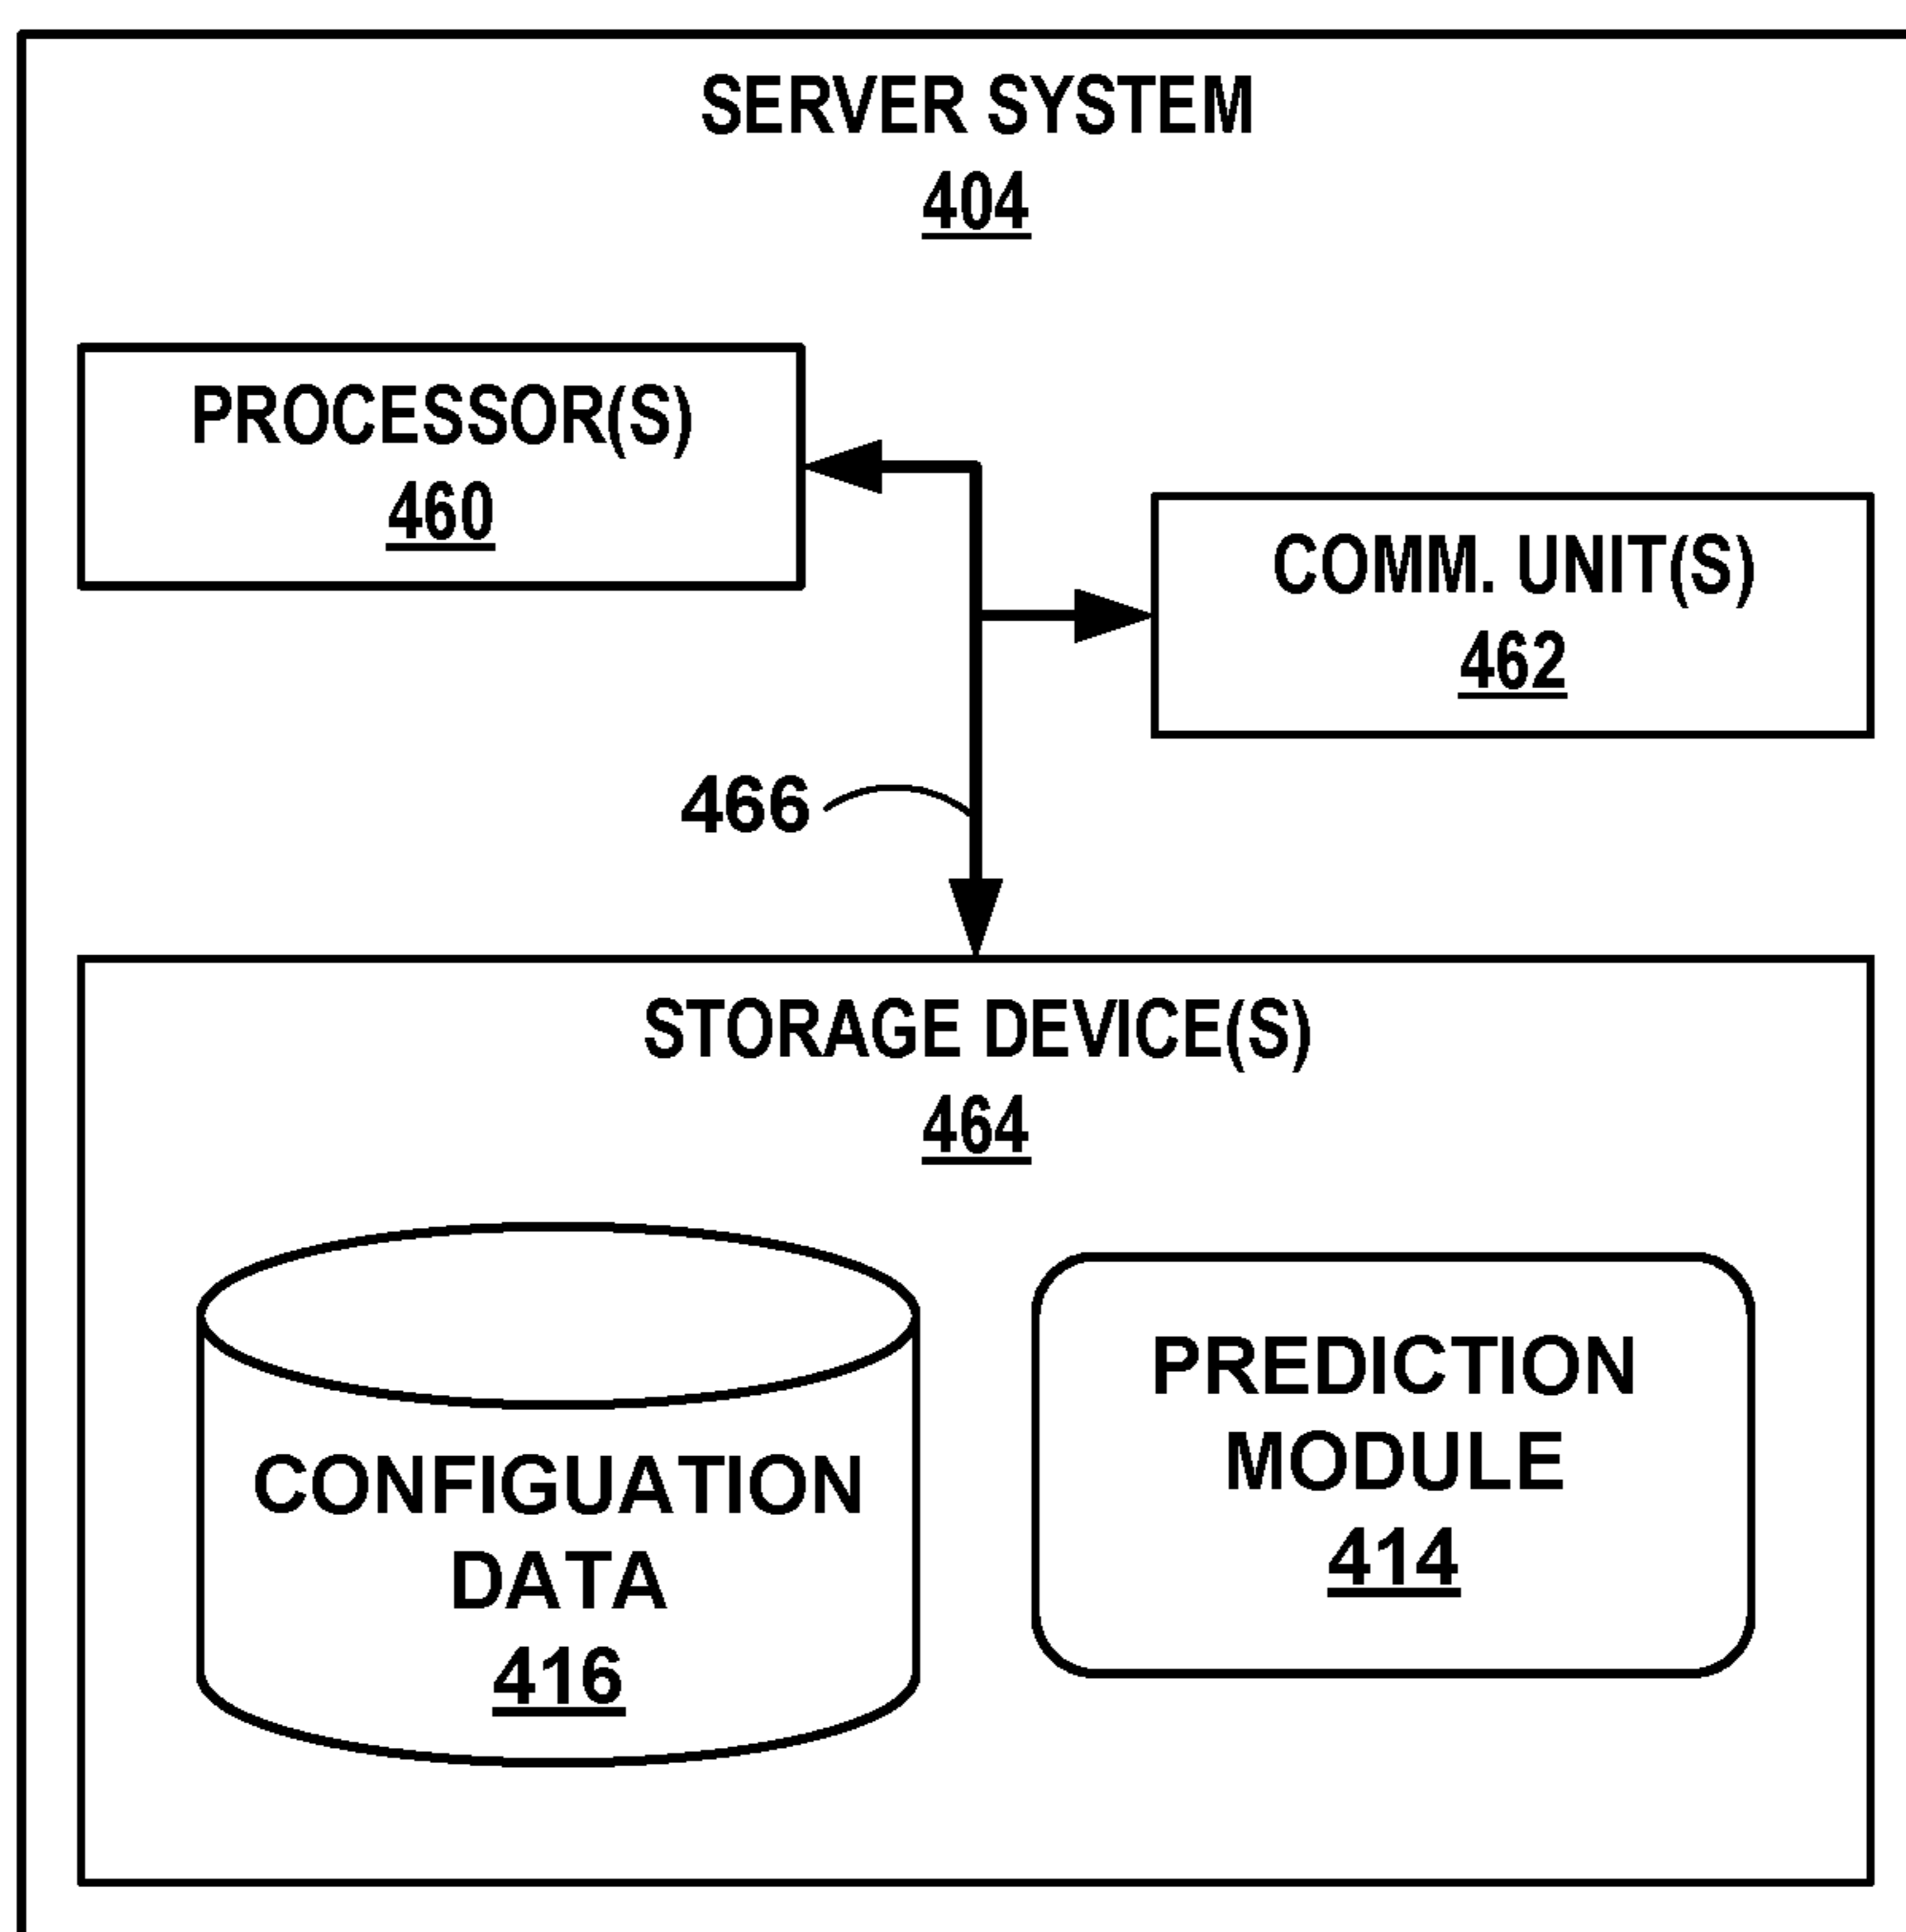 SERVER SYSTEM
404
PROCESSOR(S)
460
COMM. UNIT(S)
462
466
STORAGE DEVICE(S)
464
CONFIGUATION
DATA
416
PREDICTION
MODULE
414